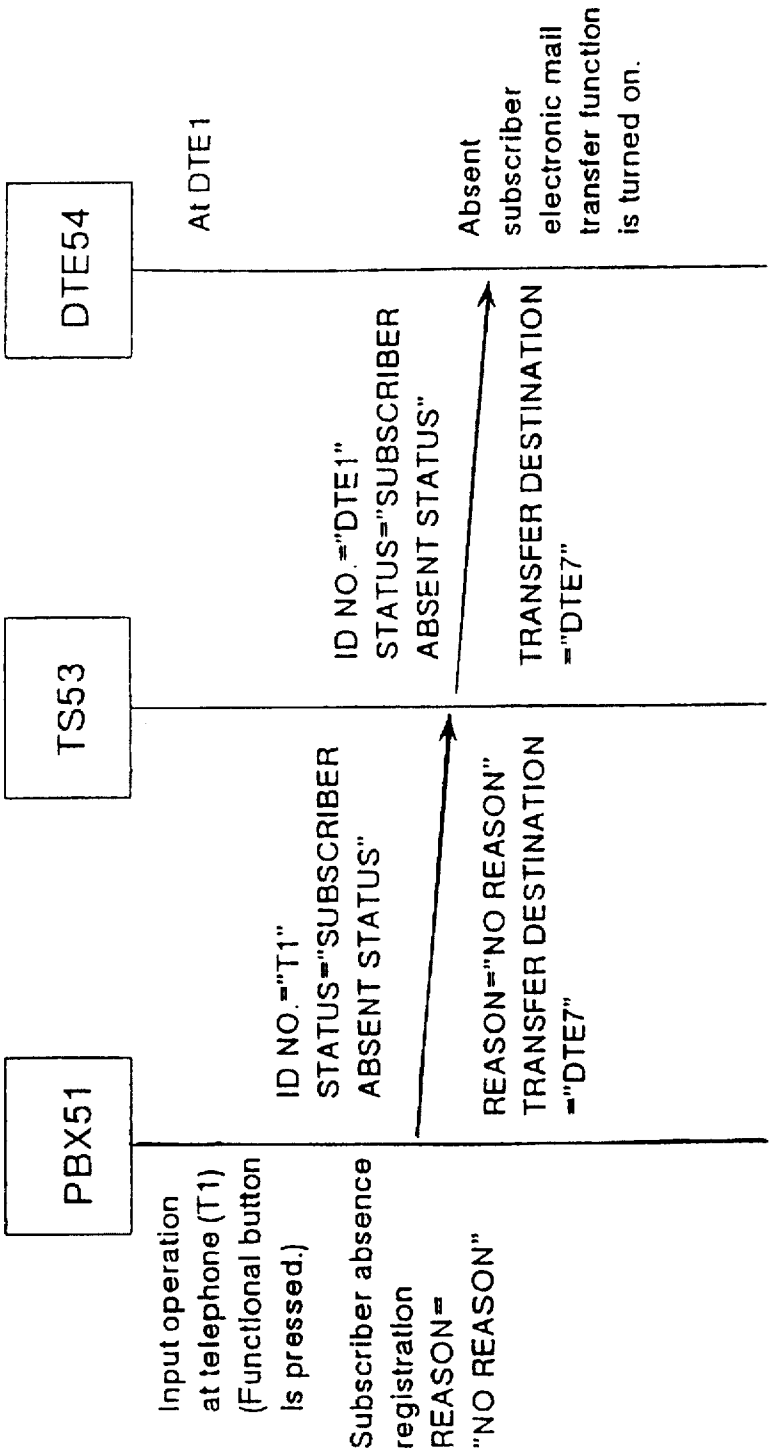 PBX51
TS53
DTE54
Input operation
at telephone (T1)
(Functional button
Is pressed.)
Subscriber absence
registration
REASON=
"NO REASON"
ID NO.="T1"
STATUS="SUBSCRIBER
ABSENT STATUS"
REASON="NO REASON"
TRANSFER DESTINATION
="DTE7"
ID NO.="DTE1"
STATUS="SUBSCRIBER
ABSENT STATUS"
TRANSFER DESTINATION
="DTE7"
At DTE1
Absent
subscriber
electronic mail
transfer function
is turned on.